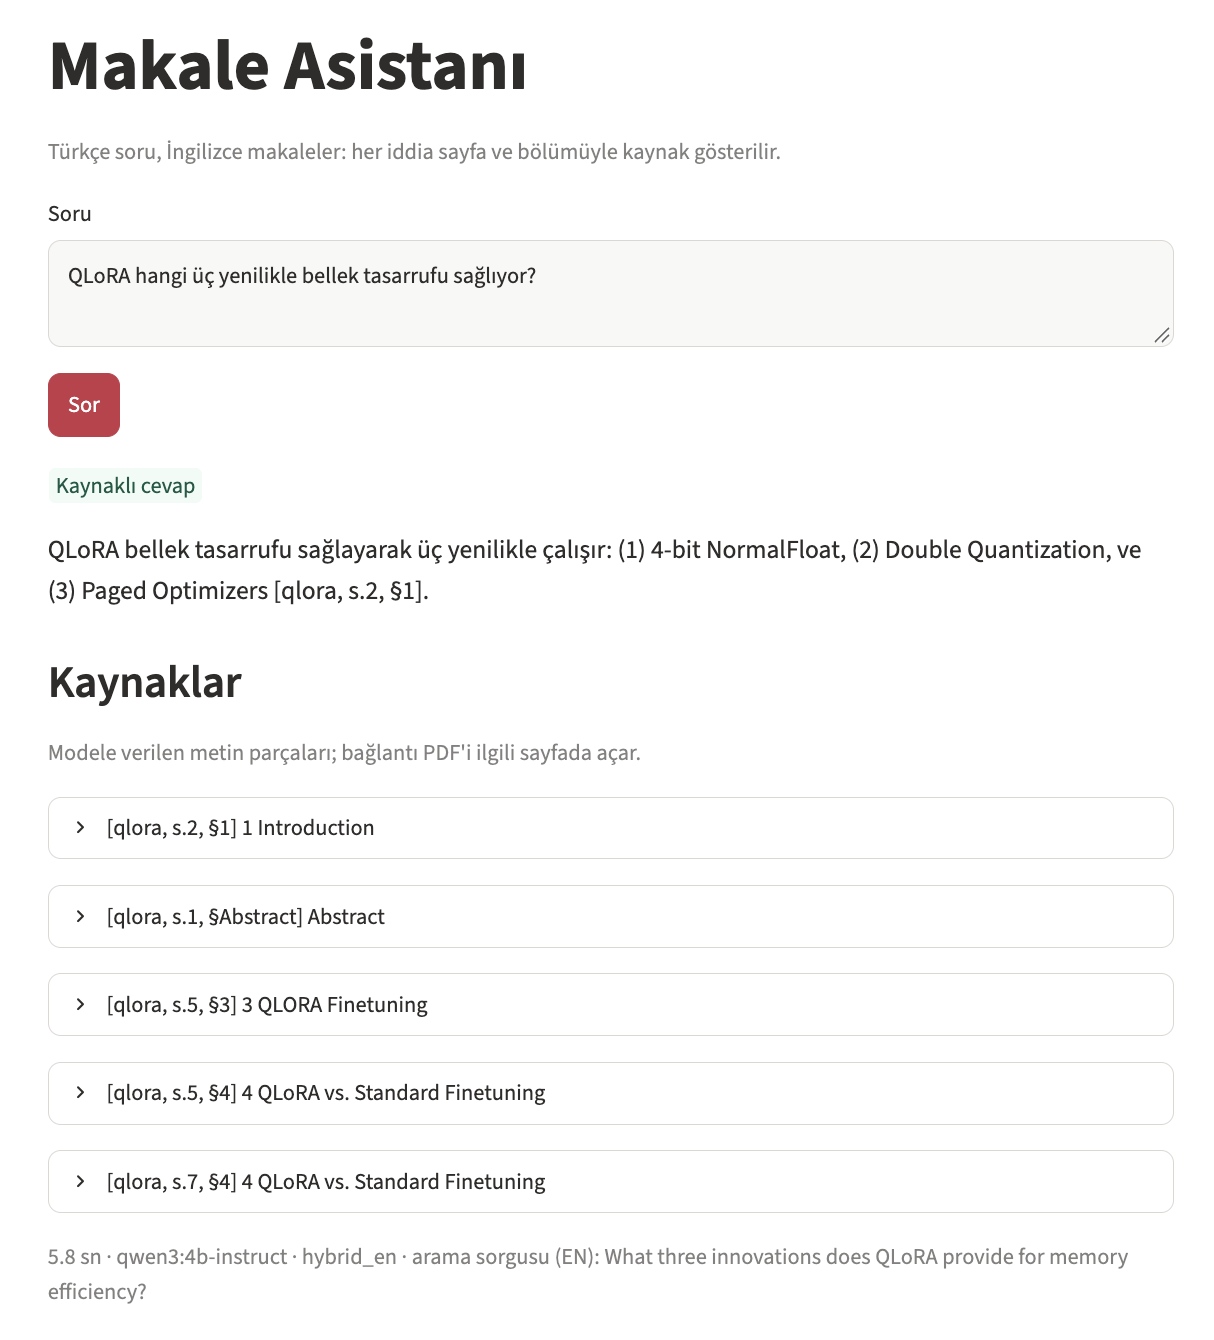 Makale Asistanı
Türkçe soru, İngilizce makaleler: her iddia sayfa ve bölümüyle kaynak gösterilir.
Soru
QLoRA hangi üç yenilikle bellek tasarrufu sağlıyor?
Sor
Kaynaklı cevap
QLoRA bellek tasarrufu sağlayarak üç yenilikle çalışır: (1) 4-bit NormalFloat, (2) Double Quantization, ve
(3) Paged Optimizers [qlora, s.2, §1].
Kaynaklar
Modele verilen metin parçaları; bağlantı PDF'i ilgili sayfada açar.
[qlora, s.2, §1] 1 Introduction
[qlora, s.1, §Abstract] Abstract
[qlora, s.5, §3] 3 QLORA Finetuning
[qlora, s.5, §4] 4 QLoRA vs. Standard Finetuning
[qlora, s.7, §4] 4 QLoRA vs. Standard Finetuning
5.8 sn · qwen3:4b-instruct · hybrid_en · arama sorgusu (EN): What three innovations does QLoRA provide for memory
efficiency?